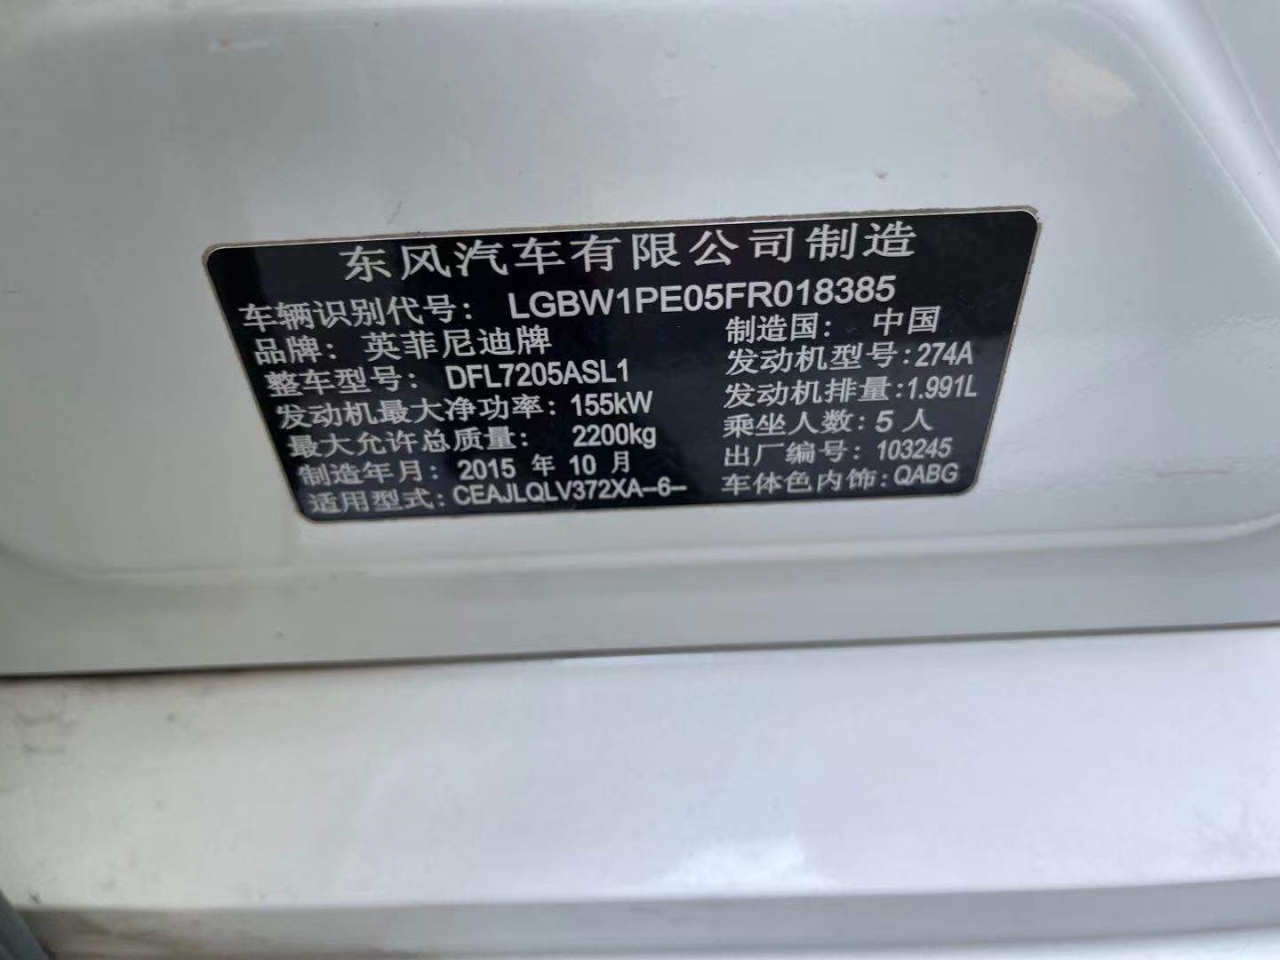 东风汽车有限公司制造
车辆识别代号: LGBW1PE05FR018385
品牌: 英菲尼迪牌 制造国: 中国
整车型号: DFL7205ASL1 发动机型号:274A
发动机最大净功率: 155kW 发动机排量:1.991L
最大允许总质量: 2200kg 乘坐人数: 5 人
制造年月: 2015 年 10 月 出厂编号: 103245
适用型式: CEAJLQLV372XA--6-- 车体色内饰: QABG